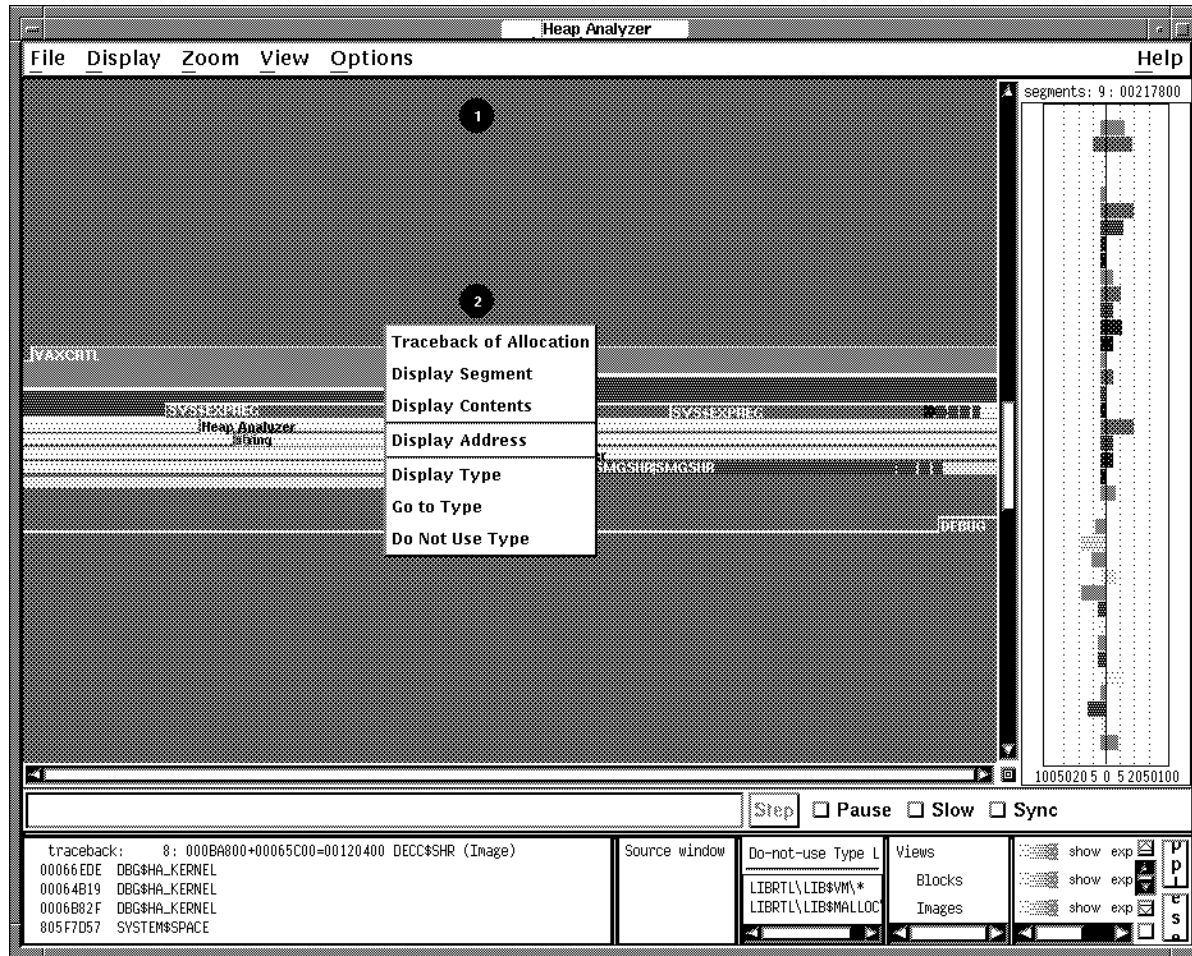 Heap Analyzer
File Display Zoom View Options Help
segments: 9 : 00217800
1
2
Traceback of Allocation
VAXCRTL
Display Segment
Display Contents
SYS$EXPREG
SYS$EXPREG
Heap Analyzer
Display Address
string
SMGSHR SMGSHR
Display Type
Go to Type
DEBUG
Do Not Use Type
1005020 5 0 5 2050100
Step Pause Slow Sync
traceback: 8: 000BA800+00065C00=00120400 DECC$SHR (Image)
00066EDE DBG$HA_KERNEL
00064B19 DBG$HA_KERNEL
0006B82F DBG$HA_KERNEL
805F7D57 SYSTEM$SPACE
Source window
Do-not-use Type L
LIBRTL\LIB$VM\*
LIBRTL\LIB$MALLOC
Views
Blocks
Images
show exp
show exp
show exp